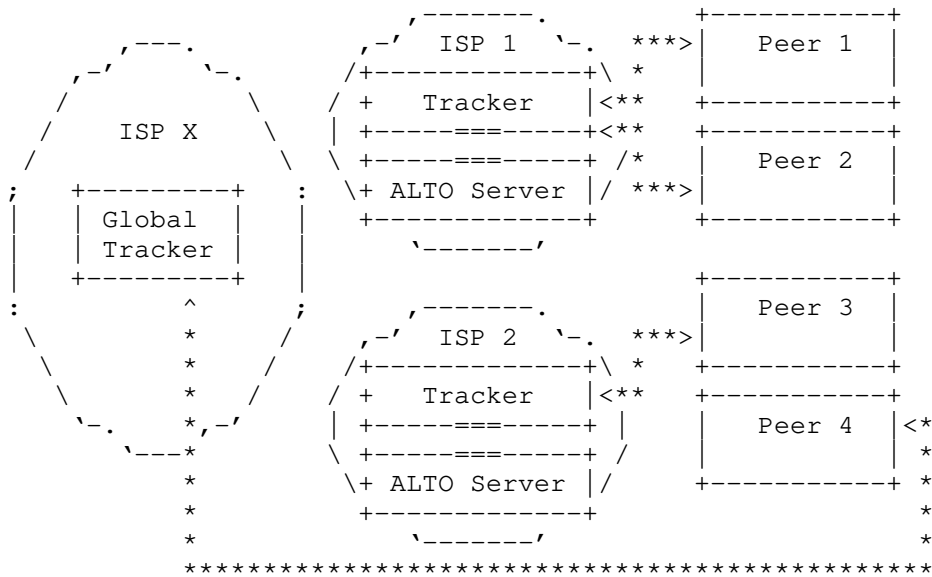 ISP 1
Peer 1
ISP X
Tracker
Peer 2
ALTO Server
Global
Tracker
ISP 2
Peer 3
Tracker
Peer 4
ALTO Server